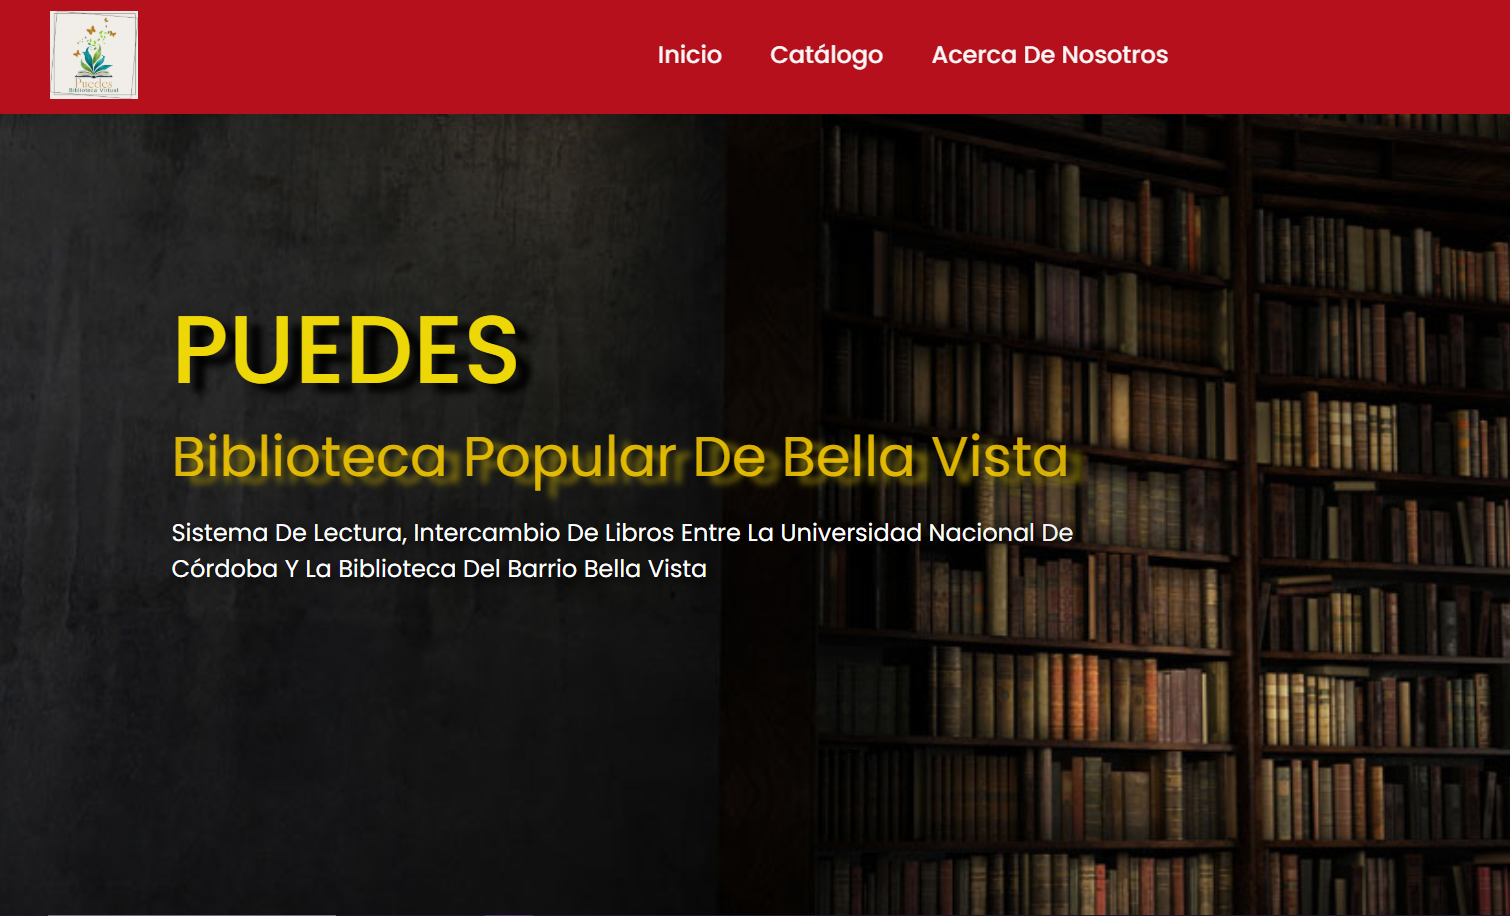 Puedes
Biblioteca Virtual
Inicio
Catálogo
Acerca De Nosotros
PUEDES
Biblioteca Popular De Bella Vista
Sistema De Lectura, Intercambio De Libros Entre La Universidad Nacional De
Córdoba Y La Biblioteca Del Barrio Bella Vista